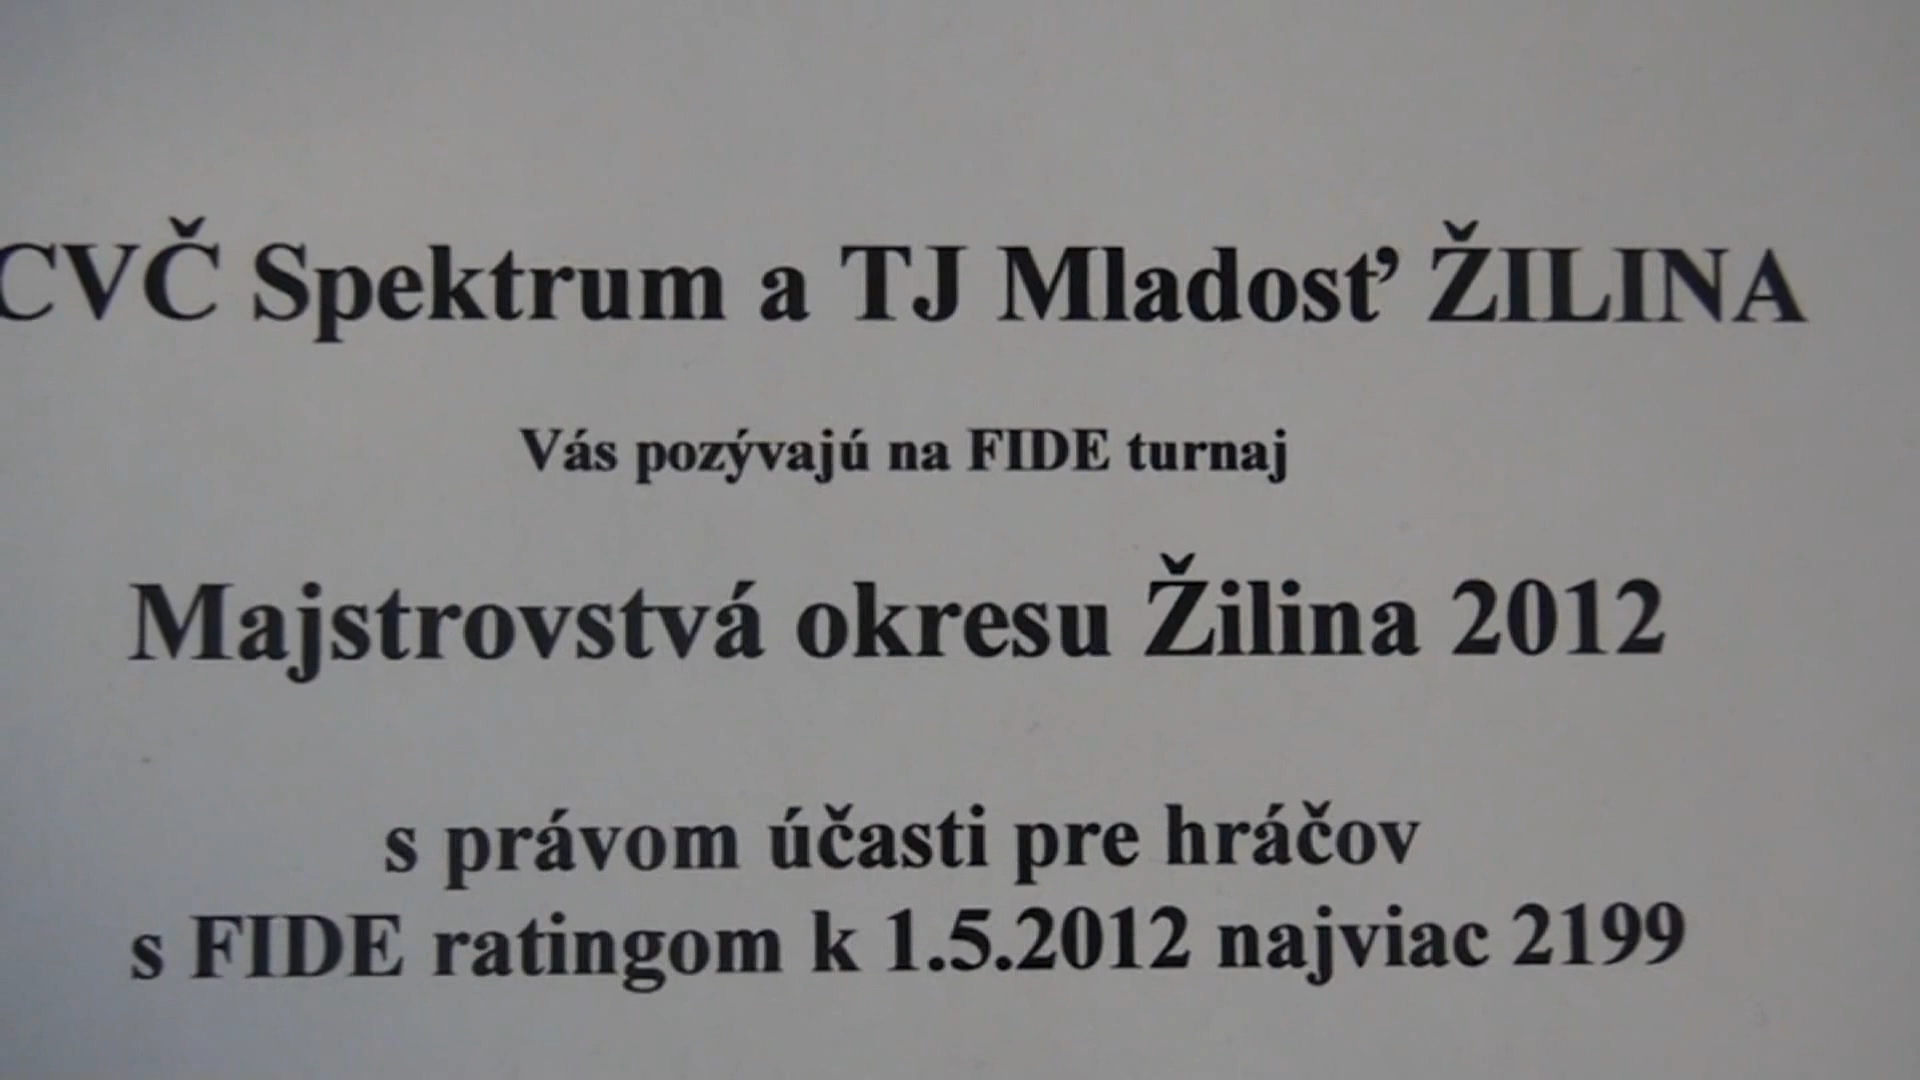 CVČ Spektrum a TJ Mladosť ŽILINA
Vás pozývajú na FIDE turnaj
Majstrovstvá okresu Žilina 2012
s právom účasti pre hráčov
s FIDE ratingom k 1.5.2012 najviac 2199